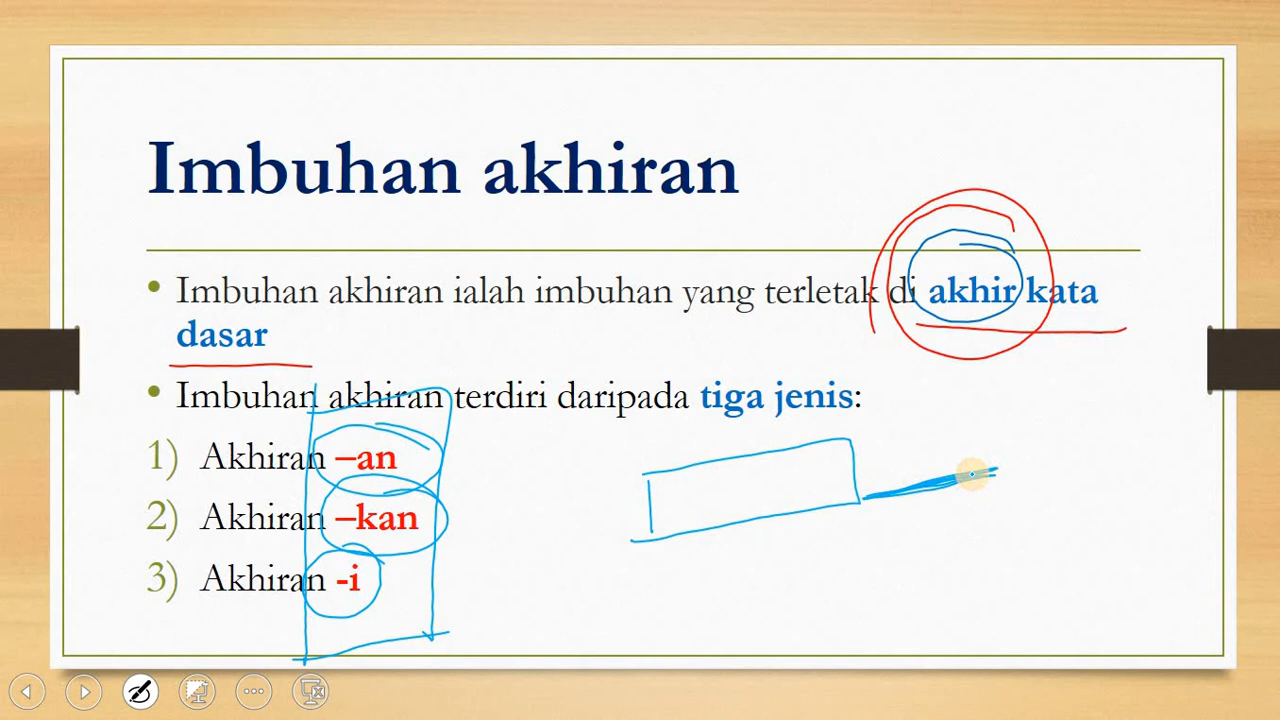 Imbuhan akhiran
• Imbuhan akhiran ialah imbuhan yang terletak di akhir kata
dasar
• Imbuhan akhiran terdiri daripada tiga jenis:
1) Akhiran –an
2) Akhiran –kan
3) Akhiran -i